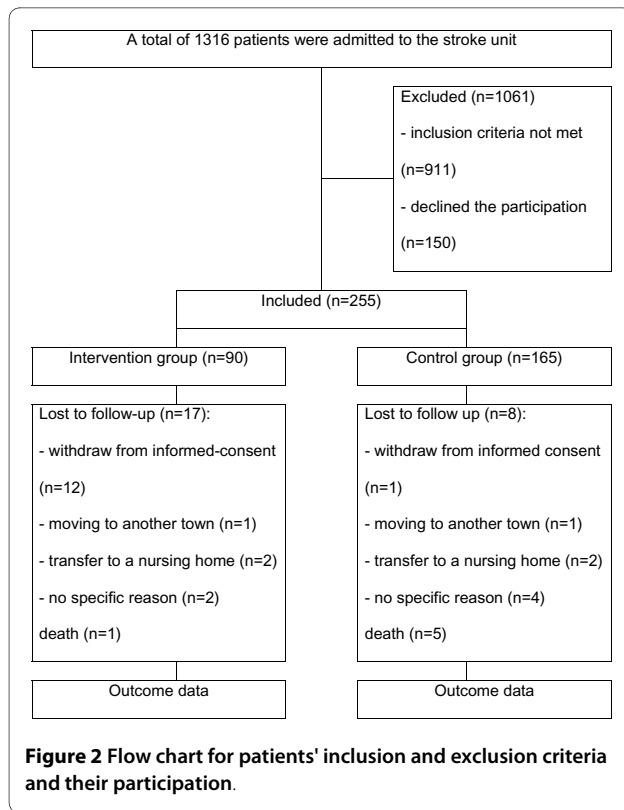 A total of 1316 patients were admitted to the stroke unit
Excluded (n=1061)
- inclusion criteria not met
(n=911)
- declined the participation
(n=150)
Included (n=255)
Intervention group (n=90)
Control group (n=165)
Lost to follow-up (n=17):
- withdraw from informed-consent
(n=12)
- moving to another town (n=1)
- transfer to a nursing home (n=2)
- no specific reason (n=2)
death (n=1)
Lost to follow up (n=8):
- withdraw from informed consent
(n=1)
- moving to another town (n=1)
- transfer to a nursing home (n=2)
- no specific reason (n=4)
death (n=5)
Outcome data
Outcome data
Figure 2 Flow chart for patients' inclusion and exclusion criteria
and their participation.